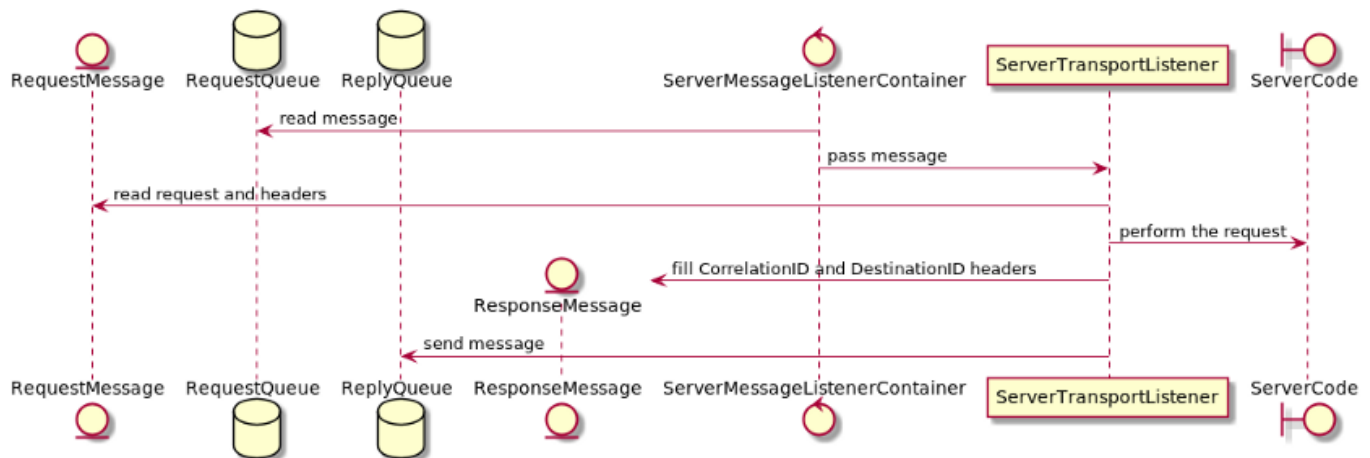 RequestMessage RequestQueue ReplyQueue ServerMessageListenerContainer ServerTransportListener ServerCode
read message
pass message
read request and headers
perform the request
fill CorrelationID and DestinationID headers
ResponseMessage
send message
RequestMessage RequestQueue ReplyQueue ResponseMessage ServerMessageListenerContainer ServerTransportListener ServerCode